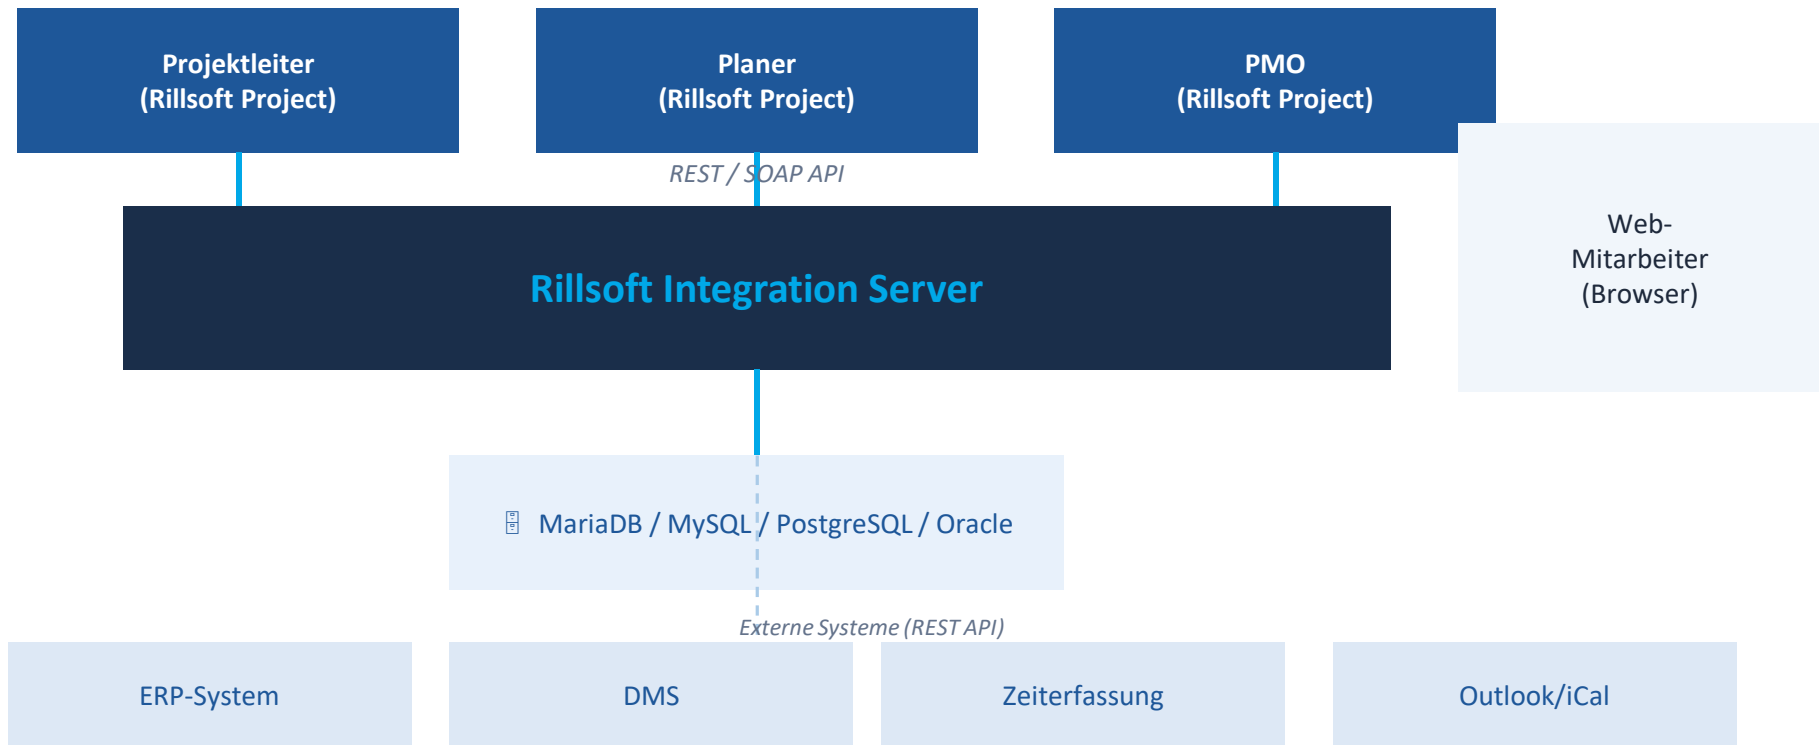 Projektleiter
(Rillsoft Project)
Planer
(Rillsoft Project)
PMO
(Rillsoft Project)
REST / SOAP API
Rillsoft Integration Server
Web-
Mitarbeiter
(Browser)
MariaDB / MySQL / PostgreSQL / Oracle
Externe Systeme (REST API)
ERP-System
DMS
Zeiterfassung
Outlook/iCal